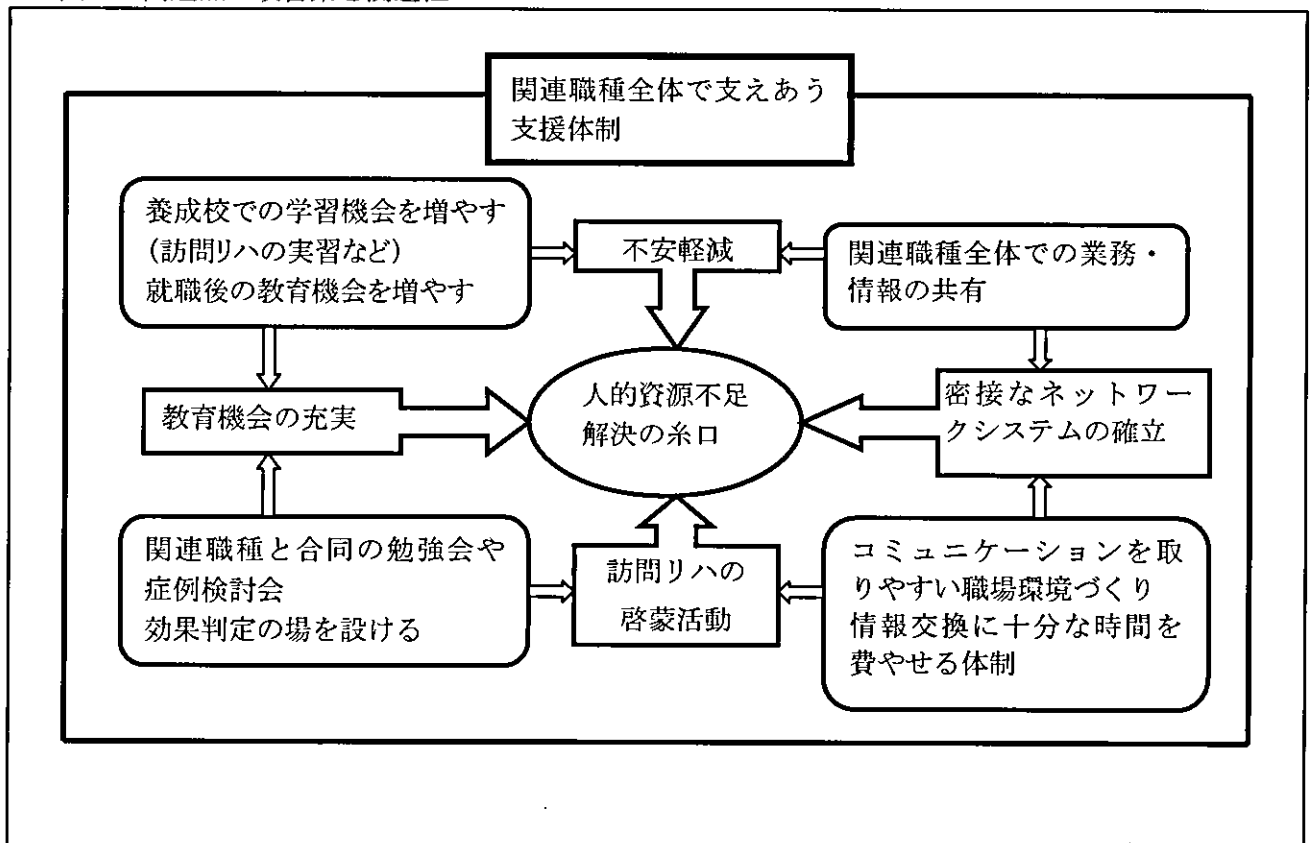 関連職種全体で支えあう
支援体制
養成校での学習機会を増やす
(訪問リハの実習など)
就職後の教育機会を増やす
不安軽減
関連職種全体での業務・
情報の共有
教育機会の充実
人的資源不足
解決の糸口
密接なネットワー
クシステムの確立
関連職種と合同の勉強会や
症例検討会
効果判定の場を設ける
訪問リハの
啓蒙活動
コミュニケーションを取
りやすい職場環境づくり
情報交換に十分な時間を
費やせる体制